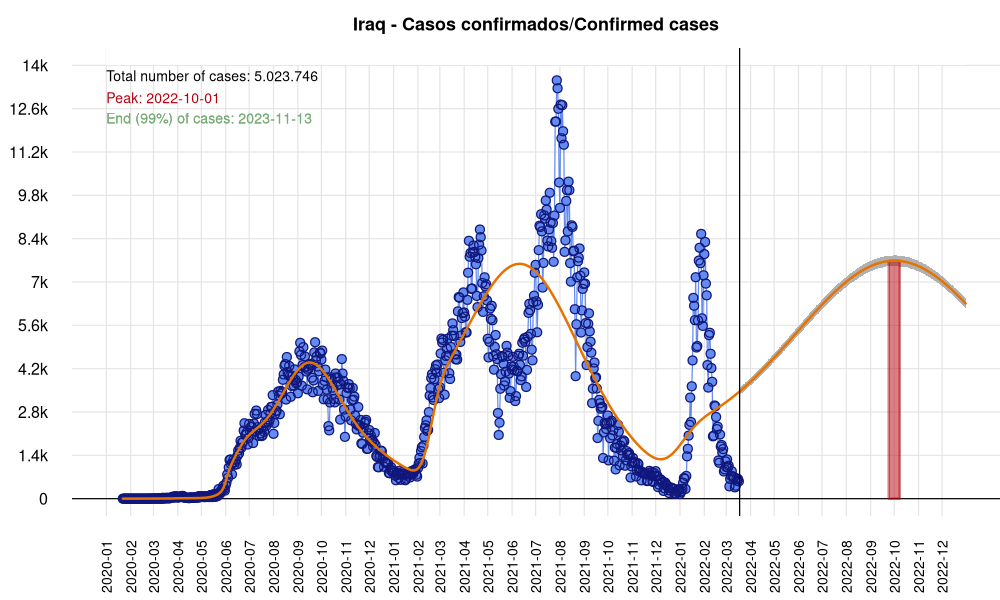 Iraq - Casos confirmados/Confirmed cases
14k
12.6k
11.2k
9.8k
8.4k
7k
5.6k
4.2k
2.8k
1.4k
0
Total number of cases: 5.023.746
Peak: 2022-10-01
End (99%) of cases: 2023-11-13
2020-01
2020-02
2020-03
2020-04
2020-05
2020-06
2020-07
2020-08
2020-09
2020-10
2020-11
2020-12
2021-01
2021-02
2021-03
2021-04
2021-05
2021-06
2021-07
2021-08
2021-09
2021-10
2021-11
2021-12
2022-01
2022-02
2022-03
2022-04
2022-05
2022-06
2022-07
2022-08
2022-09
2022-10
2022-11
2022-12